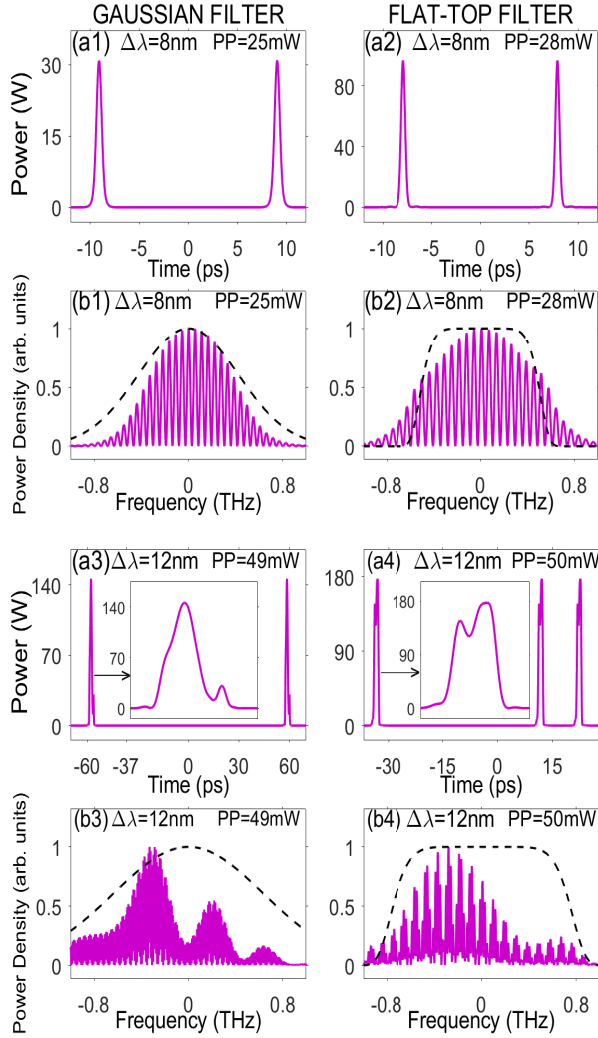 GAUSSIAN FILTER FLAT-TOP FILTER
(a1) Δλ=8nm PP=25mW
(a2) Δλ=8nm PP=28mW
Power (W)
30
15
0
80
40
0
-10 -5 0 5 10
-10 -5 0 5 10
Time (ps)
Time (ps)
(b1) Δλ=8nm PP=25mW
(b2) Δλ=8nm PP=28mW
Power Density (arb. units)
1
0.5
0
1
0.5
0
-0.8 0 0.8
-0.8 0 0.8
Frequency (THz)
Frequency (THz)
(a3) Δλ=12nm PP=49mW
(a4) Δλ=12nm PP=50mW
Power (W)
140
70
0
140
70
0
180
90
0
180
90
0
-60 -37 0 30 60
-30 -15 15
Time (ps)
Time (ps)
(b3) Δλ=12nm PP=49mW
(b4) Δλ=12nm PP=50mW
Power Density (arb. units)
1
0.5
0
1
0.5
0
-0.8 0 0.8
-0.8 0 0.8
Frequency (THz)
Frequency (THz)